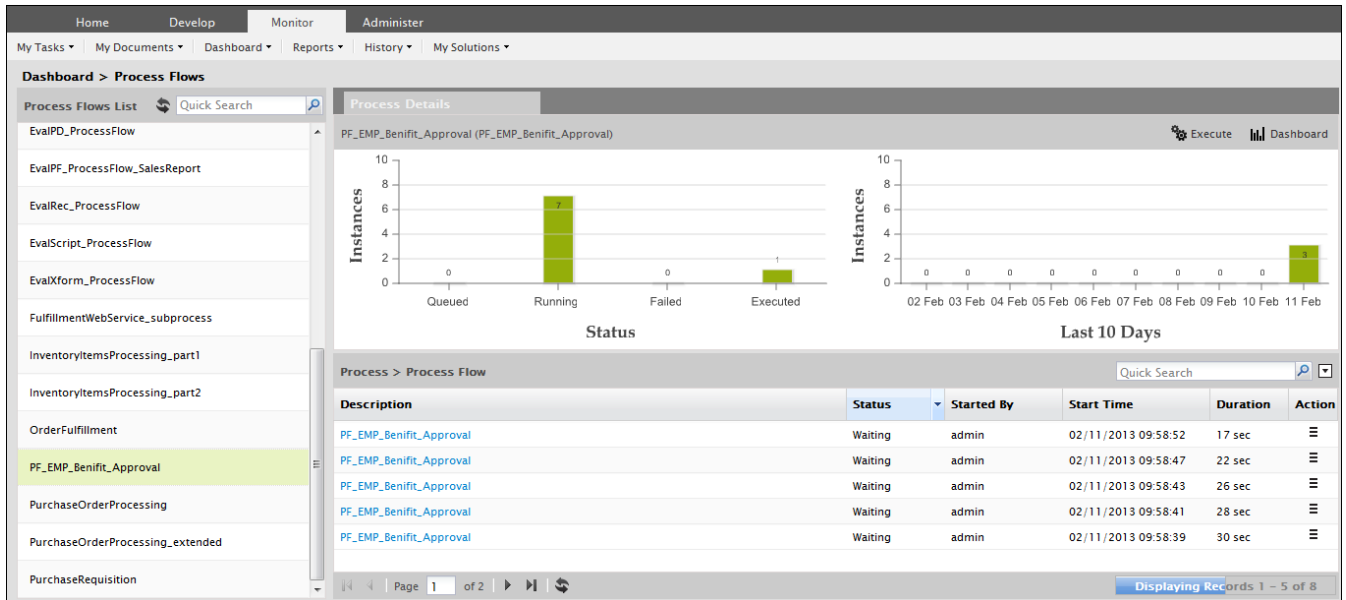 Home Develop Monitor Administer
My Tasks My Documents Dashboard Reports History My Solutions
Dashboard > Process Flows
Process Flows List Quick Search
EvalPD_ProcessFlow
EvalPF_ProcessFlow_SalesReport
EvalRec_ProcessFlow
EvalScript_ProcessFlow
EvalXform_ProcessFlow
FulfillmentWebService_subprocess
InventoryItemsProcessing_part1
InventoryItemsProcessing_part2
OrderFulfillment
PF_EMP_Benifit_Approval
PurchaseOrderProcessing
PurchaseOrderProcessing_extended
PurchaseRequisition
Process Details
PF_EMP_Benifit_Approval (PF_EMP_Benifit_Approval) Execute Dashboard
Instances
10
8
6
4
2
0
0 7 0 1
Queued Running Failed Executed
Status
Instances
10
8
6
4
2
0
0 0 0 0 0 0 0 0 0 3
02 Feb 03 Feb 04 Feb 05 Feb 06 Feb 07 Feb 08 Feb 09 Feb 10 Feb 11 Feb
Last 10 Days
Process > Process Flow Quick Search
Description Status Started By Start Time Duration Action
PF_EMP_Benifit_Approval Waiting admin 02/11/2013 09:58:52 17 sec
PF_EMP_Benifit_Approval Waiting admin 02/11/2013 09:58:47 22 sec
PF_EMP_Benifit_Approval Waiting admin 02/11/2013 09:58:43 26 sec
PF_EMP_Benifit_Approval Waiting admin 02/11/2013 09:58:41 28 sec
PF_EMP_Benifit_Approval Waiting admin 02/11/2013 09:58:39 30 sec
Page 1 of 2 Displaying Records 1 - 5 of 8